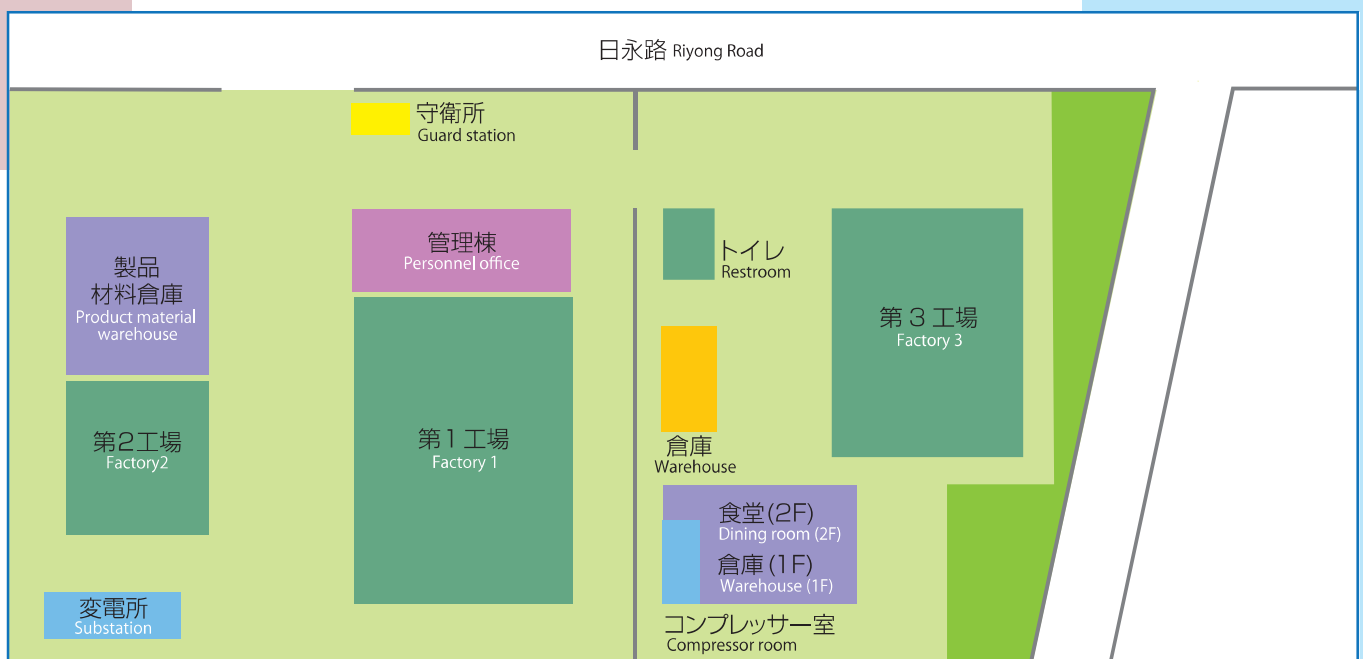 日永路 Riyong Road
守衛所
Guard station
管理棟
Personnel office
製品
材料倉庫
Product material
warehouse
トイレ
Restroom
第 3 工場
Factory 3
第2工場
Factory2
第 1 工場
Factory 1
倉庫
Warehouse
食堂(2F)
Dining room (2F)
倉庫(1F)
Warehouse (1F)
変電所
Substation
コンプレッサー室
Compressor room